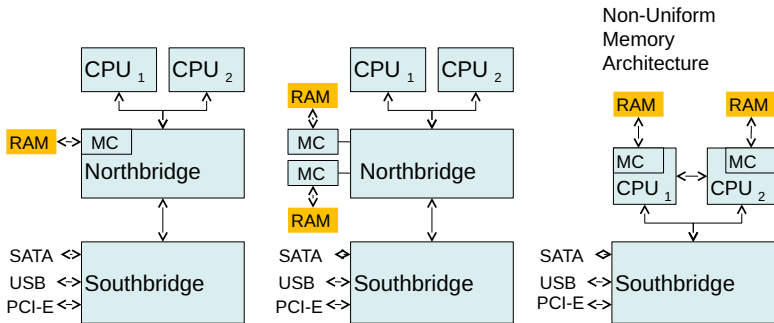 CPU 1
CPU 2
RAM
MC
Northbridge
SATA
USB
PCI-E
Southbridge
CPU 1
CPU 2
RAM
MC
MC
Northbridge
RAM
SATA
USB
PCI-E
Southbridge
Non-Uniform
Memory
Architecture
RAM
RAM
MC
CPU 1
MC
CPU 2
SATA
USB
PCI-E
Southbridge